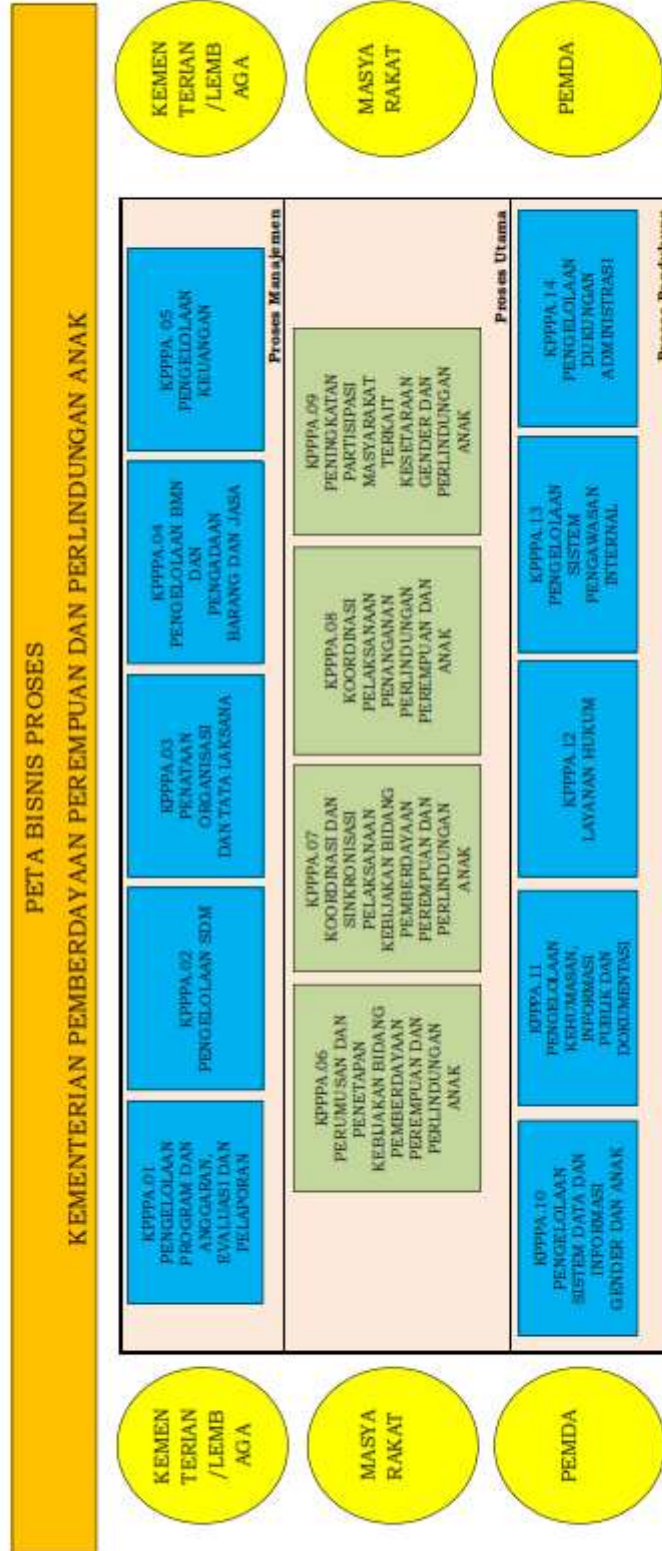 PETA BISNIS PROSES
KEMENTERIAN PEMBERDAYAAN PEREMPUAN DAN PERLINDUNGAN ANAK
KEMEN
TERIAN
/LEMB
AGA
MASYA
RAKAT
PEMDA
KPPPA.01
PENGELOLAAN
PROGRAM DAN
ANGGARAN,
EVALUASI DAN
PELAPORAN
KPPPA.02
PENGELOLAAN SDM
KPPPA.03
PENATAAN
ORGANISASI
DAN TATA LAKSANA
KPPPA.04
PENGELOLAAN BMN
DAN
PENGADAAN
BARANG DAN JASA
KPPPA. 05
PENGELOLAAN
KEUANGAN
Proses Manajemen
KPPPA.06
PERUMUSAN DAN
PENETAPAN
KEBIJAKAN BIDANG
PEMBERDAYAAN
PEREMPUAN DAN
PERLINDUNGAN
ANAK
KPPPA.07
KOORDINASI DAN
SINKRONISASI
PELAKSANAAN
KEBIJAKAN BIDANG
PEMBERDAYAAN
PEREMPUAN DAN
PERLINDUNGAN
ANAK
KPPPA.08
KOORDINASI
PELAKSANAAN
PENANGANAN
PERLINDUNGAN
PEREMPUAN DAN
ANAK
KPPPA.09
PENINGKATAN
PARTISIPASI
MASYARAKAT
TERKAIT
KESETARAAN
GENDER DAN
PERLINDUNGAN
ANAK
Proses Utama
KPPPA.10
PENGELOLAAN
SISTEM DATA DAN
INFORMASI
GENDER DAN ANAK
KPPPA.11
PENGELOLAAN
KEHUMASAN,
INFORMASI
PUBLIK DAN
DOKUMENTASI
KPPPA.12
LAYANAN HUKUM
KPPPA.13
PENGELOLAAN
SISTEM
PENGAWASAN
INTERNAL
KPPPA.14
PENGELOLAAN
DUKUNGAN
ADMINISTRASI
KEMEN
TERIAN
/LEMB
AGA
MASYA
RAKAT
PEMDA